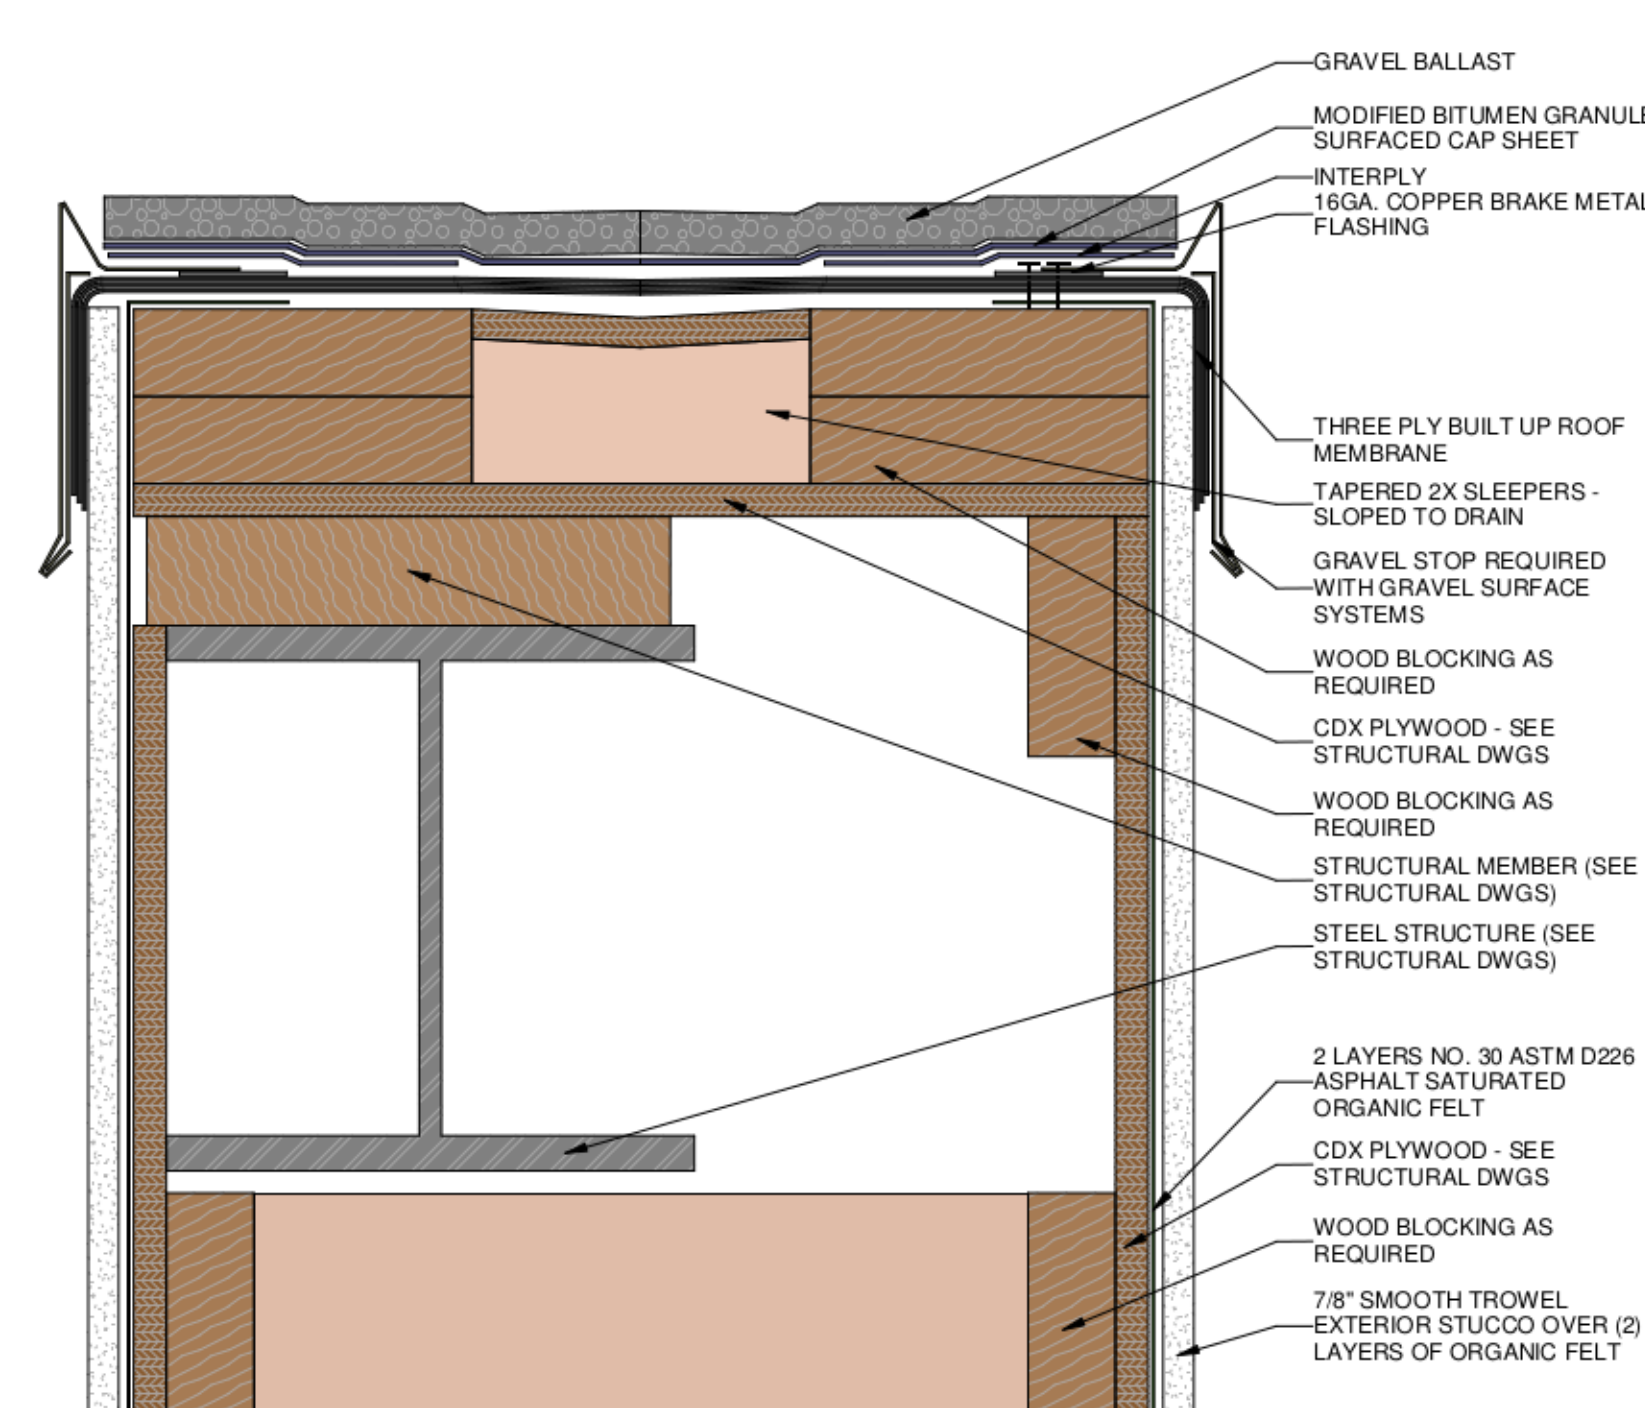 GRAVEL BALLAST
MODIFIED BITUMEN GRANULE
SURFACED CAP SHEET
INTERPLY
16GA. COPPER BRAKE METAL
FLASHING
THREE PLY BUILT UP ROOF
MEMBRANE
TAPERED 2X SLEEPERS -
SLOPED TO DRAIN
GRAVEL STOP REQUIRED
WITH GRAVEL SURFACE
SYSTEMS
WOOD BLOCKING AS
REQUIRED
CDX PLYWOOD - SEE
STRUCTURAL DWGS
WOOD BLOCKING AS
REQUIRED
STRUCTURAL MEMBER (SEE
STRUCTURAL DWGS)
STEEL STRUCTURE (SEE
STRUCTURAL DWGS)
2 LAYERS NO. 30 ASTM D226
ASPHALT SATURATED
ORGANIC FELT
CDX PLYWOOD - SEE
STRUCTURAL DWGS
WOOD BLOCKING AS
REQUIRED
7/8" SMOOTH TROWEL
EXTERIOR STUCCO OVER (2)
LAYERS OF ORGANIC FELT